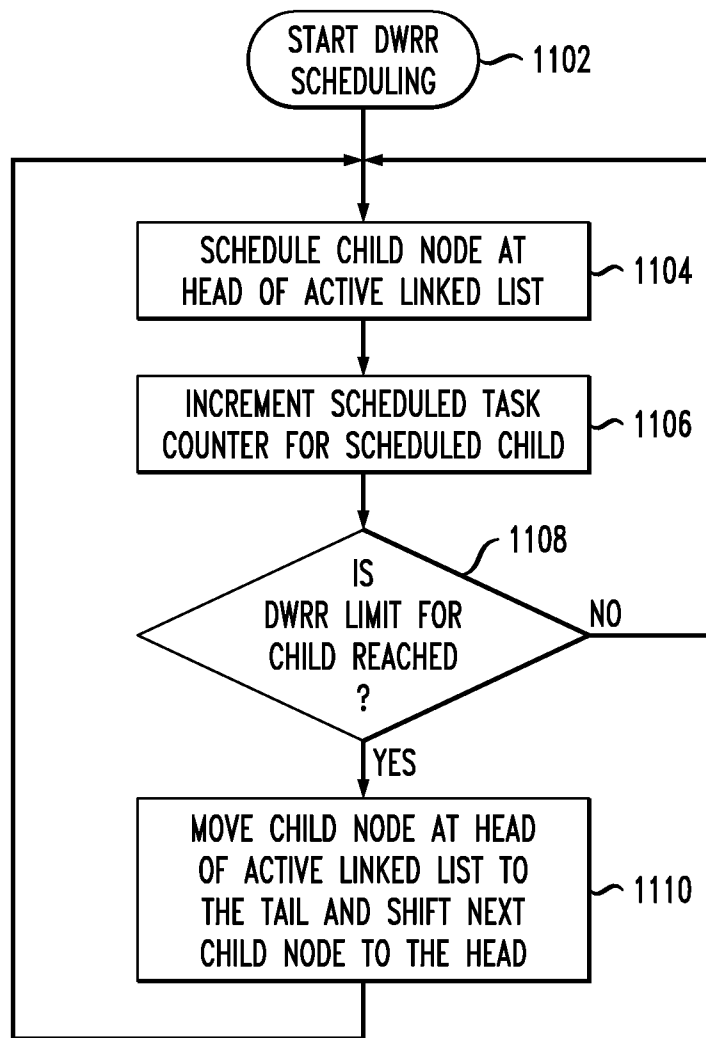 START DWRR
SCHEDULING
1102
SCHEDULE CHILD NODE AT
HEAD OF ACTIVE LINKED LIST
1104
INCREMENT SCHEDULED TASK
COUNTER FOR SCHEDULED CHILD
1106
1108
IS
DWRR LIMIT FOR
CHILD REACHED
?
NO
YES
MOVE CHILD NODE AT HEAD
OF ACTIVE LINKED LIST TO
THE TAIL AND SHIFT NEXT
CHILD NODE TO THE HEAD
1110